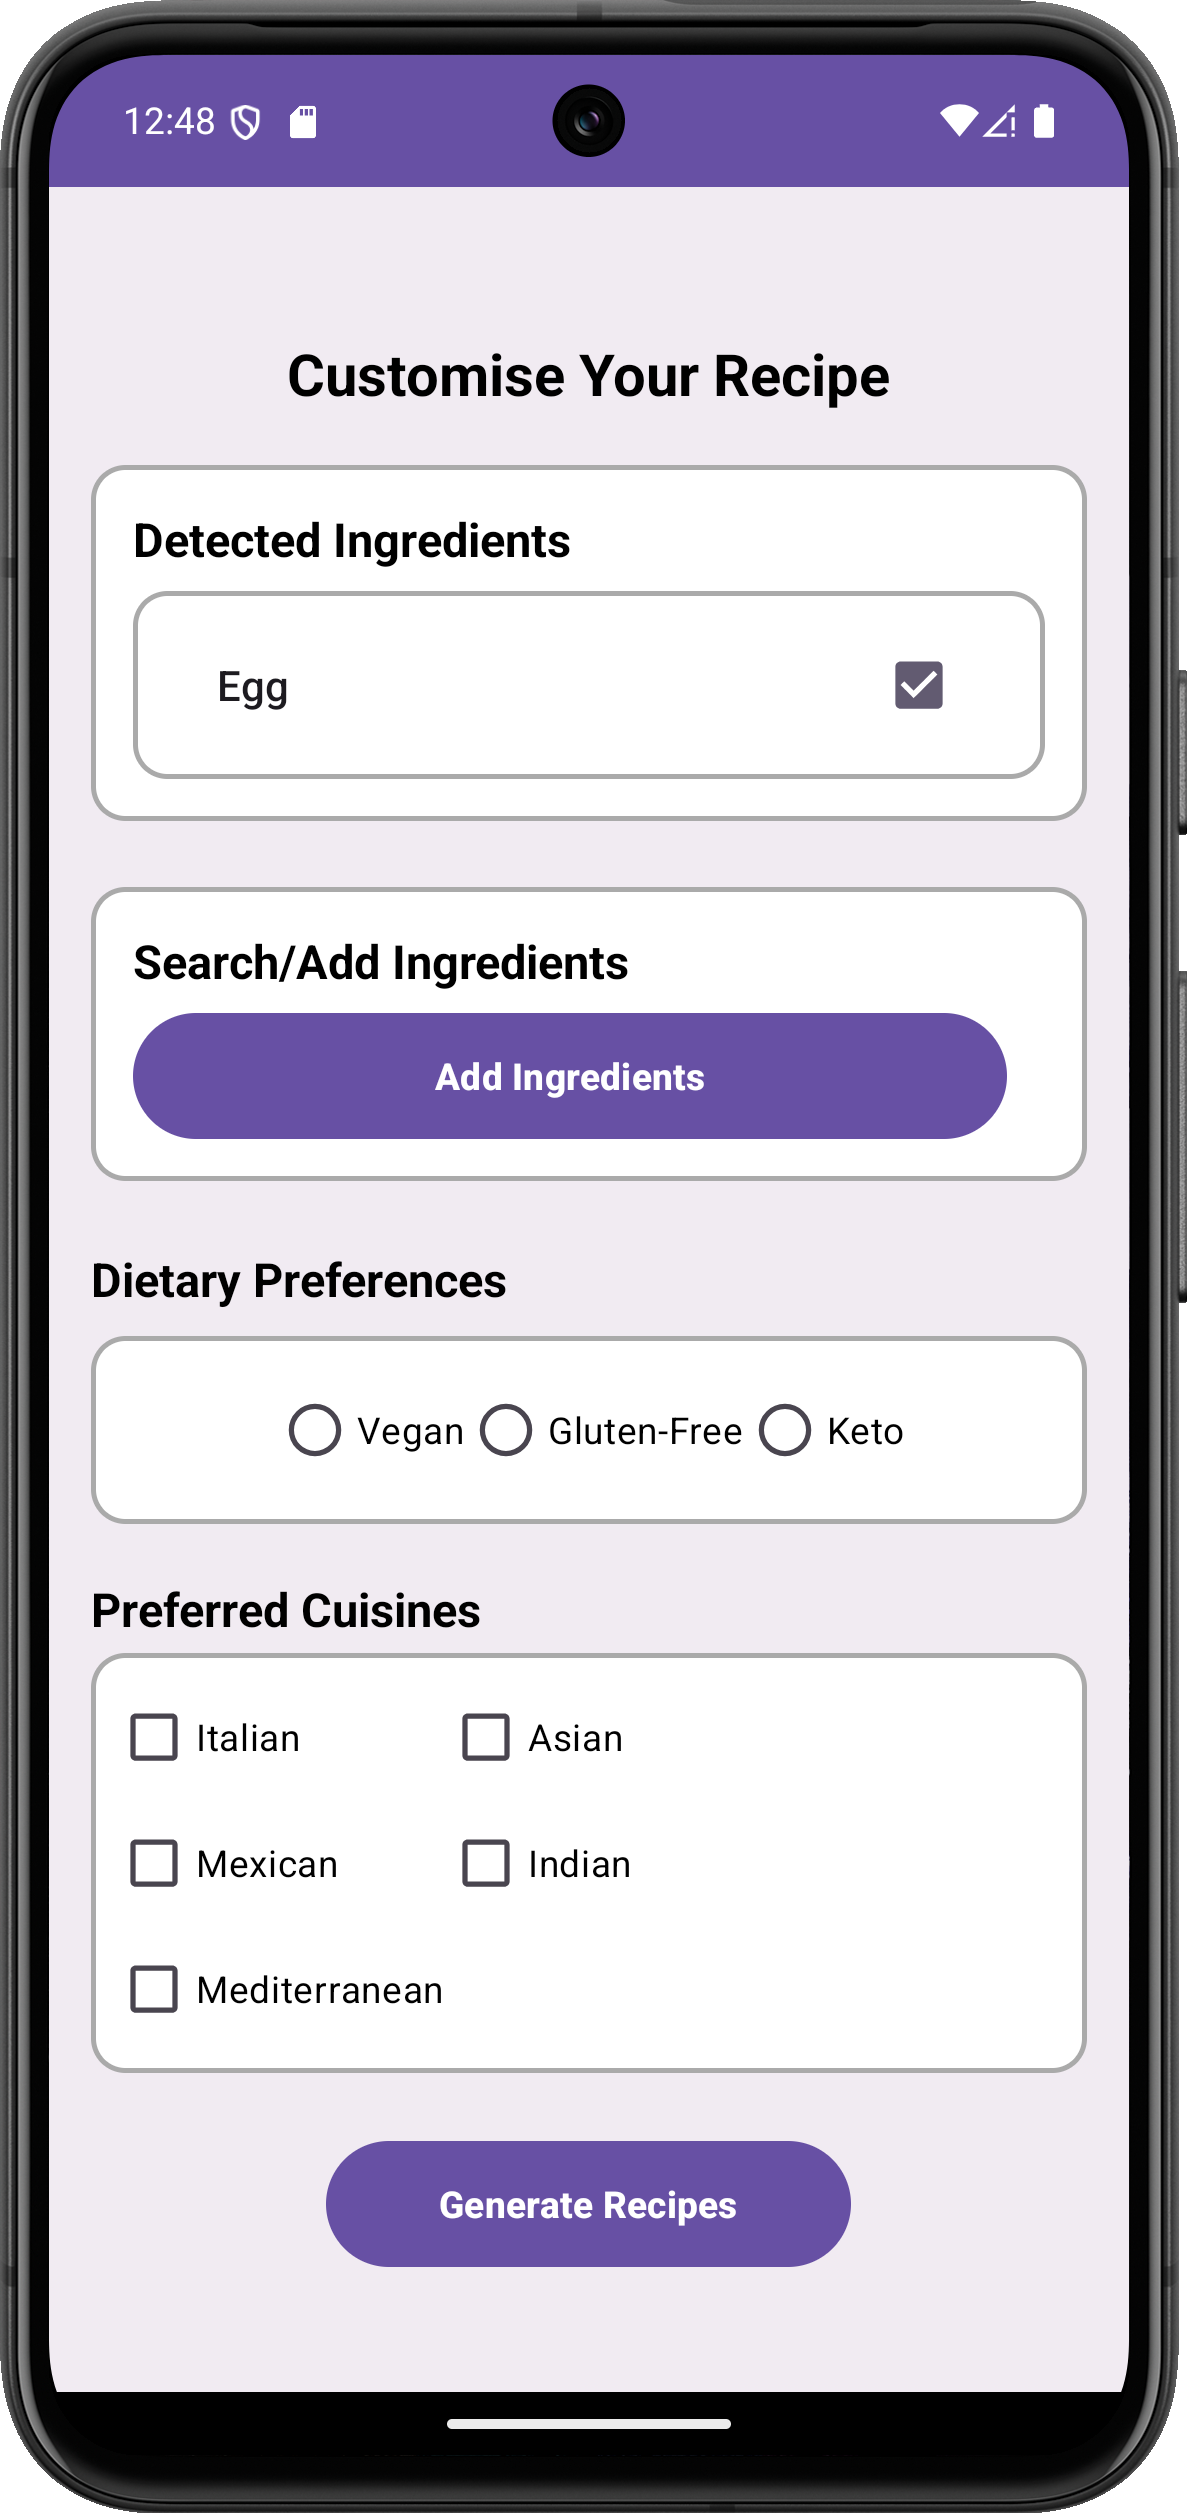 12:48
Customise Your Recipe
Detected Ingredients
Egg
Search/Add Ingredients
Add Ingredients
Dietary Preferences
Vegan Gluten-Free Keto
Preferred Cuisines
Italian Asian
Mexican Indian
Mediterranean
Generate Recipes